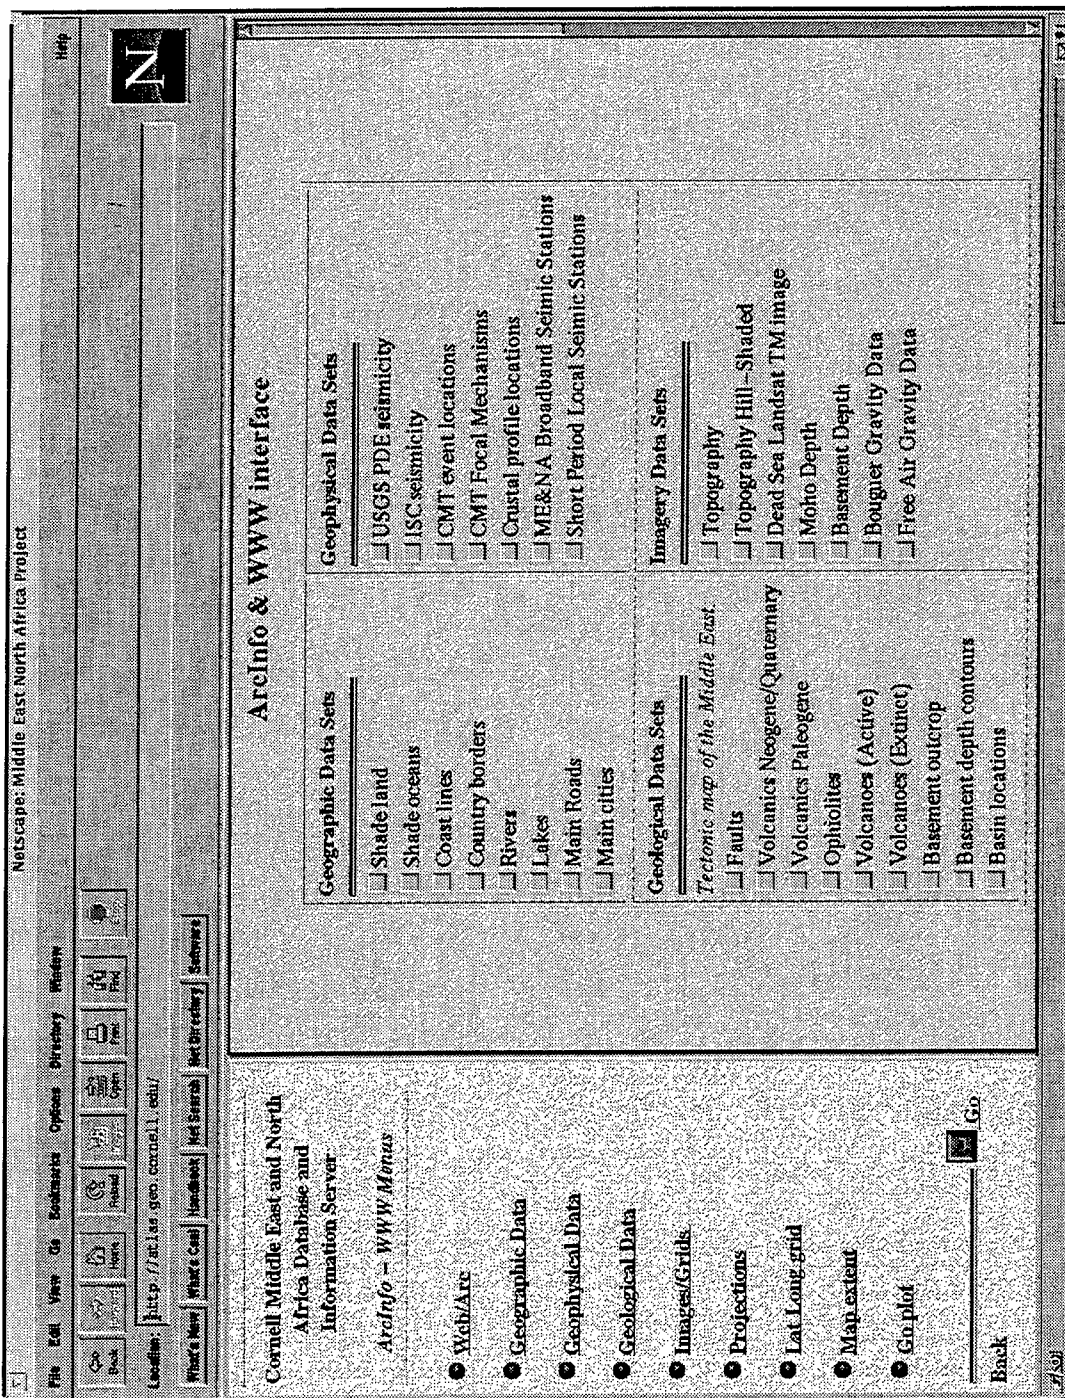 Netscape: Middle East North Africa Project
File Edit View Go Bookmarks Options Directory Window Help
Back Home Reload Open Print Find
Location: http://atlas.geo.cornell.edu/
What's New What's Cool Handbook Net Search Net Directory Software
Cornell Middle East and North
Africa Database and
Information Server
ArcInfo - WWW Menus
Web/Arc
Geographic Data
Geophysical Data
Geological Data
Images/Grids
Projections
Lat Long grid
Map extent
Go plot
Go
Back
ArcInfo & WWW interface
Geographic Data Sets
Shade land
Shade oceans
Coast lines
Country borders
Rivers
Lakes
Main Roads
Main cities
Geophysical Data Sets
USGS PDE seismicity
ISC seismicity
CMT event locations
CMT Focal Mechanisms
Crustal profile locations
ME&NA Broadband Seimic Stations
Short Period Local Seimic Stations
Geological Data Sets
Tectonic map of the Middle East
Faults
Volcanics Neogene/Quaternary
Volcanics Paleogene
Ophiolites
Volcanoes (Active)
Volcanoes (Extinct)
Basement outcrop
Basement depth contours
Basin locations
Imagery Data Sets
Topography
Topography Hill-Shaded
Dead Sea Landsat TM image
Moho Depth
Basement Depth
Bouguer Gravity Data
Free Air Gravity Data